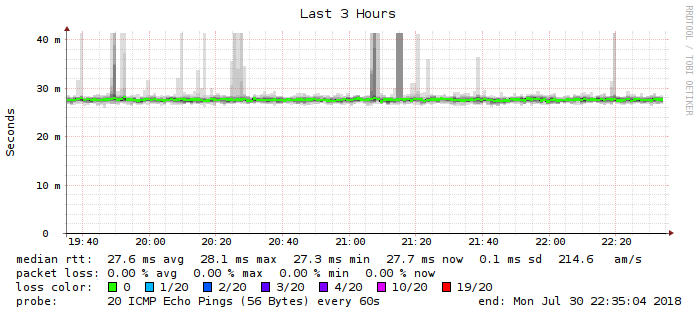 Last 3 Hours
RRDTOOL / TOBI OETIKER
Seconds
40 m
30 m
20 m
10 m
0
19:40 20:00 20:20 20:40 21:00 21:20 21:40 22:00 22:20
median rtt: 27.6 ms avg 28.1 ms max 27.3 ms min 27.7 ms now 0.1 ms sd 214.6 am/s
packet loss: 0.00 % avg 0.00 % max 0.00 % min 0.00 % now
loss color: 0 1/20 2/20 3/20 4/20 10/20 19/20
probe: 20 ICMP Echo Pings (56 Bytes) every 60s end: Mon Jul 30 22:35:04 2018